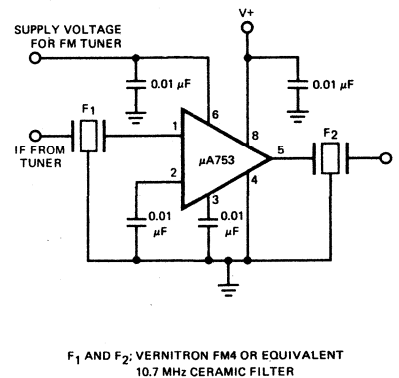 V+
SUPPLY VOLTAGE
FOR FM TUNER
0.01 µF
0.01 µF
F1
6
8
F2
1
µA753
5
IF FROM
TUNER
2
4
3
0.01
µF
0.01
µF
F1 AND F2: VERNITRON FM4 OR EQUIVALENT
10.7 MHz CERAMIC FILTER